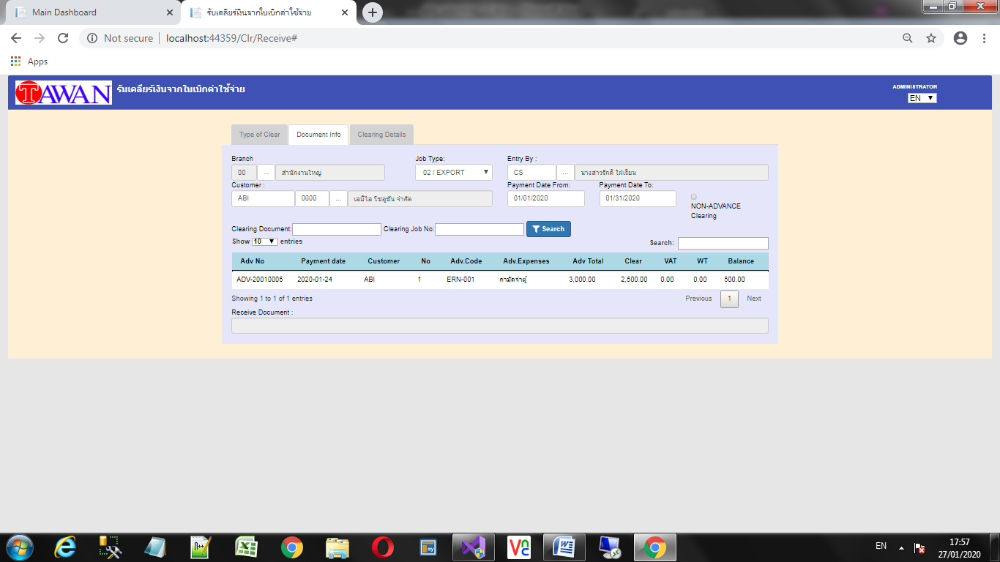 Main Dashboard
รับเคลียร์เงินจากใบเบิกค่าใช้จ่าย
Not secure localhost:44359/Clr/Receive#
Apps
TAWAN รับเคลียร์เงินจากใบเบิกค่าใช้จ่าย
ADMINISTRATOR
EN
Type of Clear Document Info Clearing Details
Branch Job Type: Entry By :
00 ... สำนักงานใหญ่ 02 / EXPORT CS ... นางสาวรักดี ใฝ่เรียน
Customer : Payment Date From: Payment Date To:
ABI 0000 ... เอบีไอ โซลูชั่น จำกัด 01/01/2020 01/31/2020
NON-ADVANCE
Clearing
Clearing Document: Clearing Job No: Search
Show 10 entries Search:
Adv No Payment date Customer No Adv.Code Adv.Expenses Adv Total Clear VAT WT Balance
ADV-20010005 2020-01-24 ABI 1 ERN-001 ค่ามัดจำตู้ 3,000.00 2,500.00 0.00 0.00 500.00
Showing 1 to 1 of 1 entries Previous 1 Next
Receive Document :
EN 17:57
27/01/2020